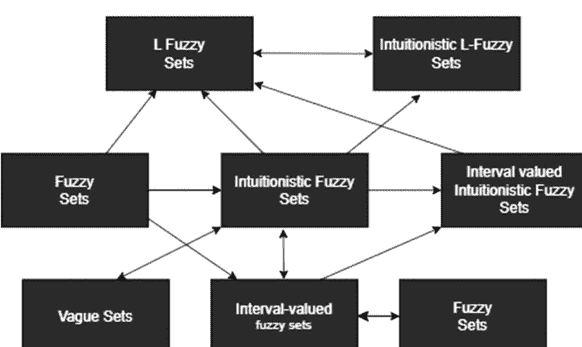 L Fuzzy
Sets
Intuitionistic L-Fuzzy
Sets
Fuzzy
Sets
Intuitionistic Fuzzy
Sets
Interval valued
Intuitionistic Fuzzy
Sets
Vague Sets
Interval-valued
fuzzy sets
Fuzzy
Sets